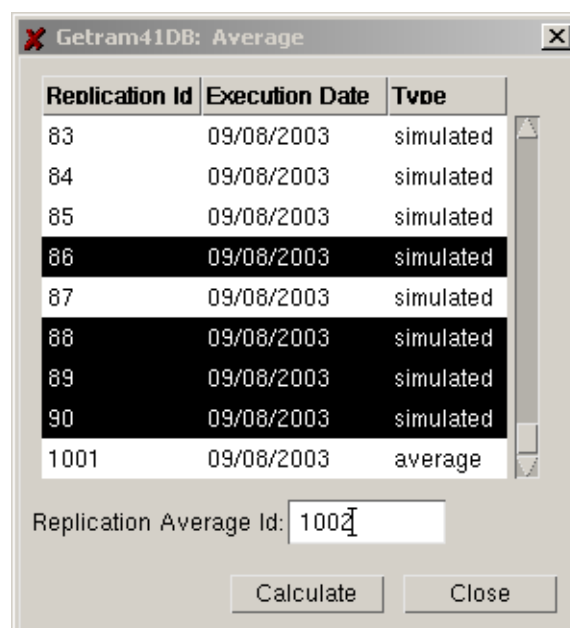 Getram41DB: Average
Replication Id Execution Date Type
83 09/08/2003 simulated
84 09/08/2003 simulated
85 09/08/2003 simulated
86 09/08/2003 simulated
87 09/08/2003 simulated
88 09/08/2003 simulated
89 09/08/2003 simulated
90 09/08/2003 simulated
1001 09/08/2003 average
Replication Average Id: 1002
Calculate Close